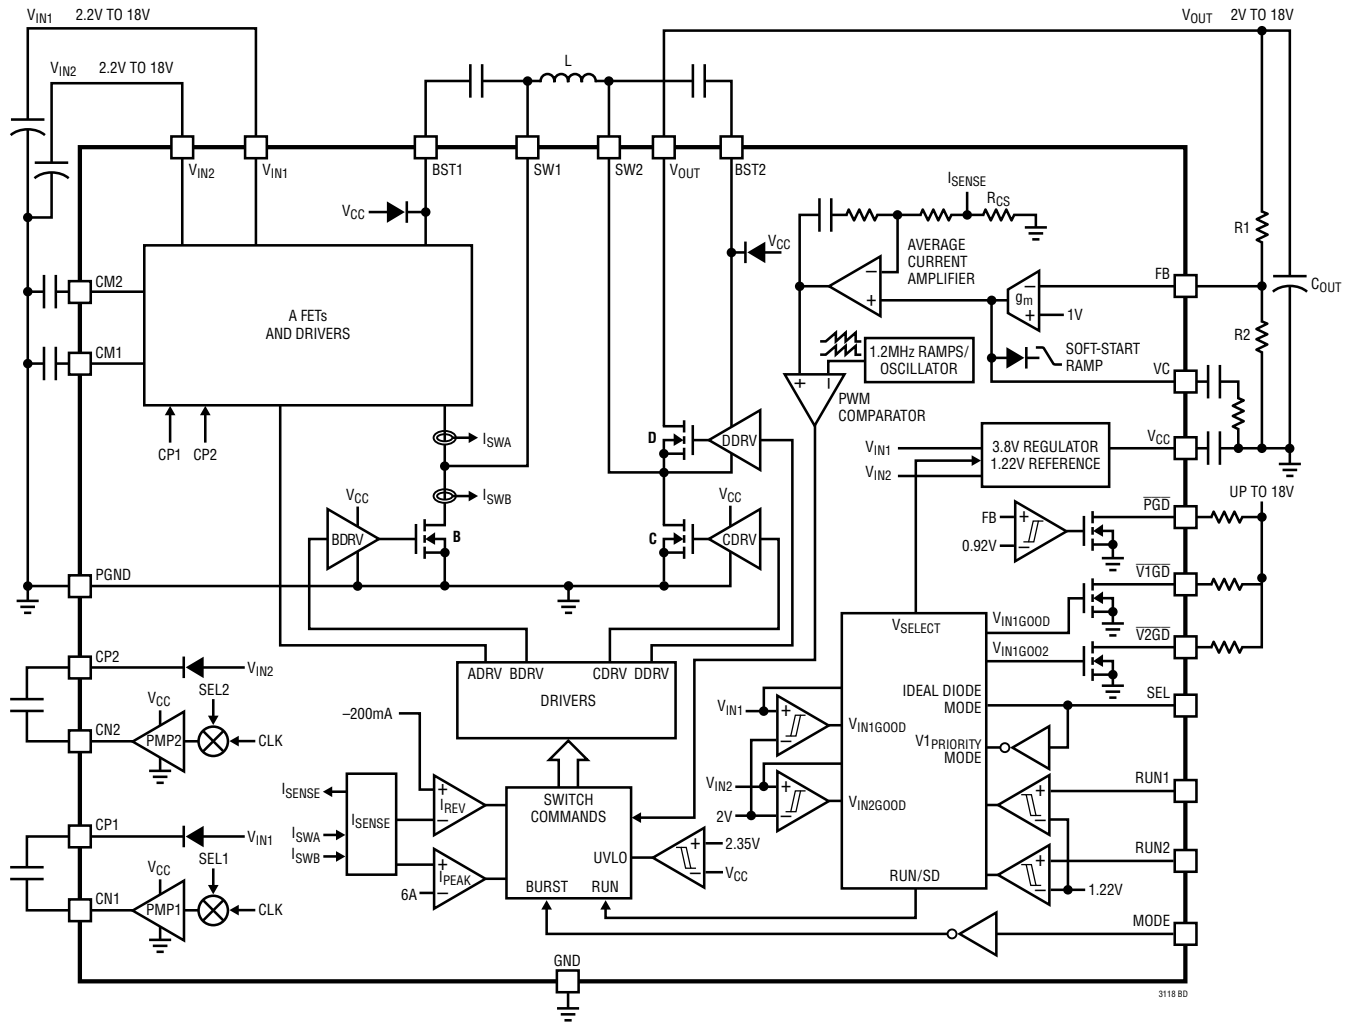 VIN1 2.2V TO 18V
VIN2 2.2V TO 18V
L
VOUT 2V TO 18V
VIN2
VIN1
BST1
SW1
SW2
VOUT
BST2
VCC
VCC
ISENSE
RCS
AVERAGE
CURRENT
AMPLIFIER
R1
FB
COUT
CM2
A FETs
AND DRIVERS
−
+
gm
−
+
1V
1.2MHz RAMPS/
OSCILLATOR
SOFT-START
RAMP
R2
CM1
VC
+
−
PWM
COMPARATOR
CP1
CP2
ISWA
D
DDRV
VIN1
VIN2
3.8V REGULATOR
1.22V REFERENCE
VCC
ISWB
UP TO 18V
VCC
BDRV
B
C
VCC
CDRV
FB
+
−
0.92V
PGD
PGND
V1GD
VSELECT
VIN1GOOD
V2GD
VIN1GOO2
CP2
VIN2
SEL2
VCC
CN2
PMP2
CLK
ADRV BDRV
CDRV DDRV
DRIVERS
IDEAL DIODE
MODE
SEL
VIN1
+
−
VIN1GOOD
V1PRIORITY
MODE
–200mA
VIN2
+
−
2V
VIN2GOOD
RUN1
+
−
ISENSE
ISENSE
ISWA
ISWB
+
IREV
−
SWITCH
COMMANDS
UVLO
+
−
2.35V
VCC
CP1
VIN1
SEL1
VCC
CN1
PMP1
CLK
+
IPEAK
−
6A
BURST
RUN
RUN/SD
RUN2
+
−
1.22V
MODE
GND
3118 BD